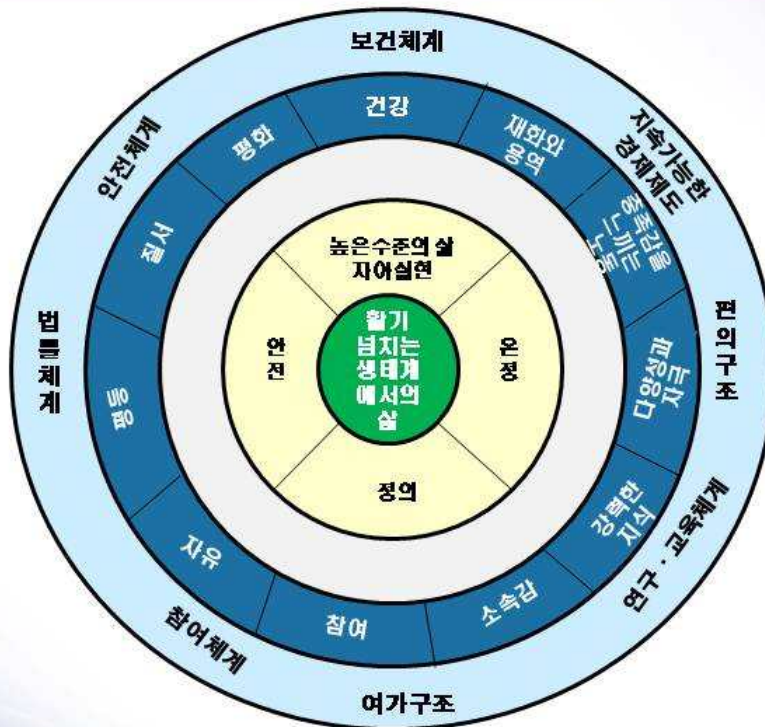 보건체계
지속가능한
경제제도
편의구조
연구·교육체계
여가구조
참여체계
법률체계
안전체계
건강
재화와
용역
충족감을
느끼는
노동
다양성과
자극
강력한
지식
소속감
참여
자유
평등
질서
평화
높은수준의 삶
자아실현
온정
정의
안전
활기
넘치는
생태계
에서의
삶